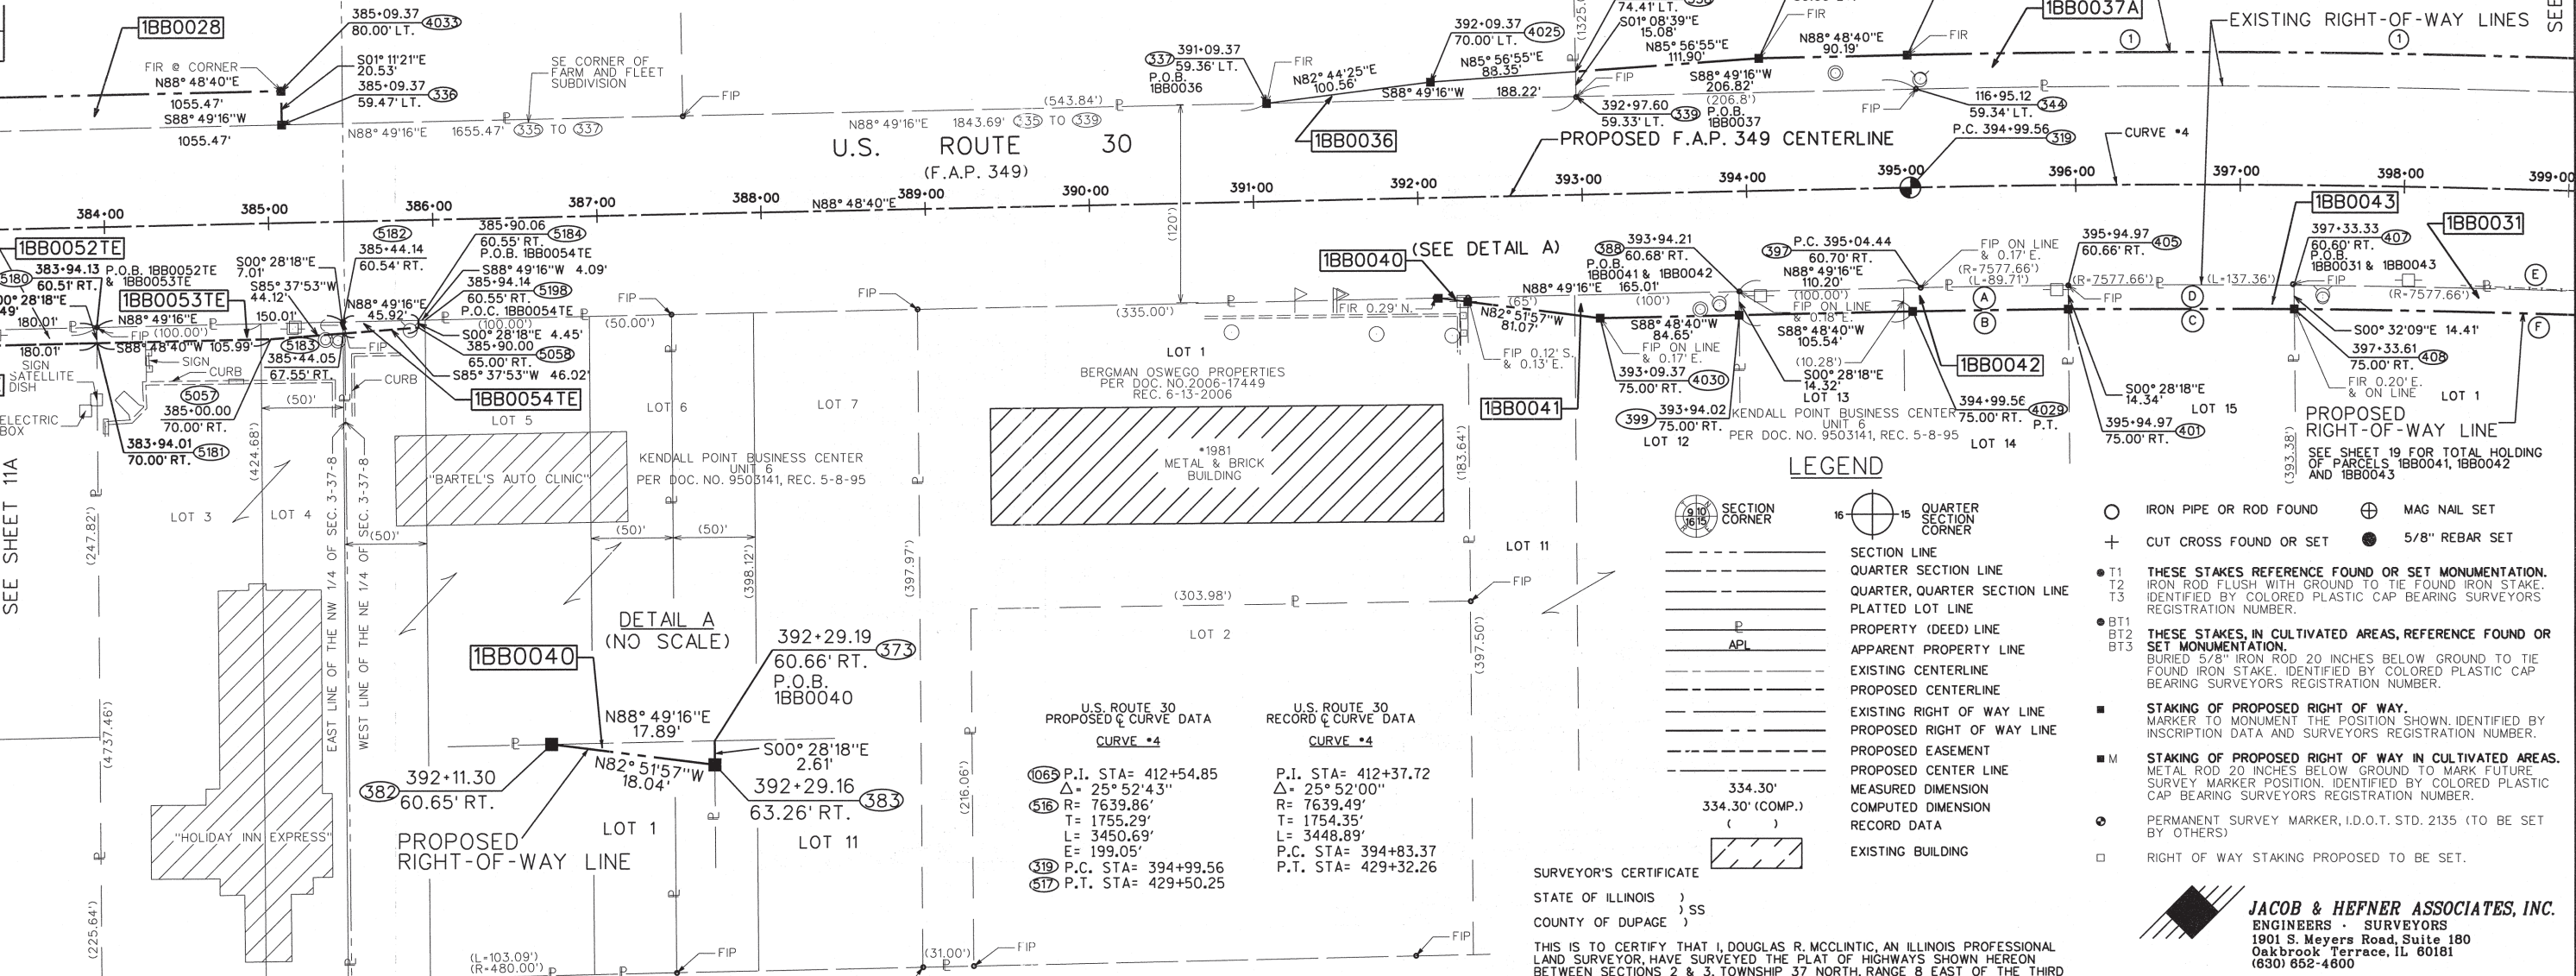 1BB0028
385+09.37
80.00' LT.
4033
FIR @ CORNER
N88° 48'40"E
1055.47'
S88° 49'16"W
1055.47'
S01° 11'21"E
20.53'
385+09.37
59.47' LT.
336
SE CORNER OF
FARM AND FLEET
SUBDIVISION
FIP
N88° 49'16"E 1655.47' 335 TO 337
(543.84')
N88° 49'16"E 1843.69' 335 TO 339
U.S. ROUTE 30
(F.A.P. 349)
391+09.37
59.36' LT.
337
P.O.B.
1BB0036
FIR
N82° 44'25"E
100.56'
392+09.37
70.00' LT.
4025
N85° 56'55"E
88.35'
S88° 49'16"W 188.22'
1BB0036
74.41' LT.
S01° 08'39"E
15.08'
N85° 56'55"E
111.90'
FIR
N88° 48'40"E
90.19'
FIR
1BB0037A
EXISTING RIGHT-OF-WAY LINES
1
1
FIP
S88° 49'16"W
206.82'
(206.8')
392+97.60
59.33' LT.
339
P.O.B.
1BB0037
FIP
116+95.12
59.34' LT.
344
P.C. 394+99.56
319
PROPOSED F.A.P. 349 CENTERLINE
CURVE #4
384+00
385+00
386+00
387+00
388+00
N88° 48'40"E
389+00
390+00
391+00
392+00
393+00
394+00
395+00
396+00
397+00
398+00
399+00
(120')
1BB0052TE
5180
383+94.13
60.51' RT.
P.O.B. 1BB0052TE
& 1BB0053TE
1BB0053TE
S00° 28'18"E
7.01'
S85° 37'53"W
44.12'
5182
385+44.14
60.54' RT.
385+90.06
60.55' RT.
5184
P.O.B. 1BB0054TE
S88° 49'16"W 4.09'
385+94.14
60.55' RT.
5198
P.O.C. 1BB0054TE
180.01'
N88° 49'16"E
150.01'
(100.00')
FIP
N88° 49'16"E
45.92'
(100.00')
(50.00')
FIP
FIP
(335.00')
180.01'
S88° 48'40"W 105.99'
5183
385+44.05
67.55' RT.
FIP
S00° 28'18"E 4.45'
385+90.00
65.00' RT.
5058
S85° 37'53"W 46.02'
1BB0054TE
SIGN
SATELLITE
DISH
SIGN
CURB
CURB
ELECTRIC
BOX
5057
385+00.00
70.00' RT.
(50')
383+94.01
70.00' RT.
5181
1BB0040
(SEE DETAIL A)
FIR 0.29' N.
(65')
N82° 51'57"W
81.07'
N88° 49'16"E
165.01'
(100')
388
393+94.21
60.68' RT.
P.O.B.
1BB0041 & 1BB0042
397
P.C. 395+04.44
60.70' RT.
N88° 49'16"E
110.20'
(100.00')
FIP ON LINE
& 0.18' E.
FIP ON LINE
& 0.17' E.
(R=7577.66')
(L=89.71')
395+94.97
60.66' RT.
405
(R=7577.66')
FIP
(L=137.36')
1BB0043
397+33.33
60.60' RT.
407
P.O.B.
1BB0031 & 1BB0043
1BB0031
(R=7577.66')
A
B
D
C
E
F
FIP 0.12' S.
& 0.13' E.
S88° 48'40"W
84.65'
FIP ON LINE
& 0.17' E.
393+09.37
75.00' RT.
4030
S88° 48'40"W
105.54'
(10.28')
S00° 28'18"E
14.32'
LOT 13
1BB0042
394+99.56
75.00' RT.
4029
P.T.
S00° 28'18"E
14.34'
395+94.97
75.00' RT.
401
S00° 32'09"E 14.41'
397+33.61
75.00' RT.
408
FIR 0.20' E.
& ON LINE
1BB0041
399
393+94.02
75.00' RT.
LOT 12
KENDALL POINT BUSINESS CENTER
UNIT 6
PER DOC. NO. 9503141, REC. 5-8-95
LOT 14
LOT 15
LOT 1
PROPOSED
RIGHT-OF-WAY LINE
SEE SHEET 19 FOR TOTAL HOLDING
OF PARCELS 1BB0041, 1BB0042
AND 1BB0043
(393.38')
LOT 1
BERGMAN OSWEGO PROPERTIES
PER DOC. NO.2006-17449
REC. 6-13-2006
#1981
METAL & BRICK
BUILDING
(183.64')
LOT 5
LOT 6
LOT 7
"BARTEL'S AUTO CLINIC"
KENDALL POINT BUSINESS CENTER
UNIT 6
PER DOC. NO. 9503141, REC. 5-8-95
(50)'
(50)'
(50)'
LOT 3
LOT 4
SEE SHEET 11A
(247.82')
(424.68')
(398.12')
(397.97')
EAST LINE OF THE NW 1/4 OF SEC. 3-37-8
WEST LINE OF THE NE 1/4 OF SEC. 3-37-8
(4737.46')
(225.64')
"HOLIDAY INN EXPRESS"
DETAIL A
(NO SCALE)
1BB0040
392+29.19
60.66' RT.
373
P.O.B.
1BB0040
N88° 49'16"E
17.89'
S00° 28'18"E
2.61'
N82° 51'57"W
18.04'
382
392+11.30
60.65' RT.
392+29.16
63.26' RT.
383
PROPOSED
RIGHT-OF-WAY LINE
LOT 1
LOT 11
(L=103.09')
(R=480.00')
FIP
(31.00')
FIP
FIP
(216.06')
(303.98')
LOT 2
LOT 11
FIP
(397.50')
U.S. ROUTE 30
PROPOSED ℄ CURVE DATA
CURVE #4
1065 P.I. STA= 412+54.85
Δ= 25° 52'43"
516 R= 7639.86'
T= 1755.29'
L= 3450.69'
E= 199.05'
319 P.C. STA= 394+99.56
517 P.T. STA= 429+50.25
U.S. ROUTE 30
RECORD ℄ CURVE DATA
CURVE #4
P.I. STA= 412+37.72
Δ= 25° 52'00"
R= 7639.49'
T= 1754.35'
L= 3448.89'
P.C. STA= 394+83.37
P.T. STA= 429+32.26
LEGEND
9 10
16 15
SECTION
CORNER
16 15
QUARTER
SECTION
CORNER
SECTION LINE
QUARTER SECTION LINE
QUARTER, QUARTER SECTION LINE
PLATTED LOT LINE
PROPERTY (DEED) LINE
APL APPARENT PROPERTY LINE
EXISTING CENTERLINE
PROPOSED CENTERLINE
EXISTING RIGHT OF WAY LINE
PROPOSED RIGHT OF WAY LINE
PROPOSED EASEMENT
PROPOSED CENTER LINE
334.30' MEASURED DIMENSION
334.30' (COMP.) COMPUTED DIMENSION
( ) RECORD DATA
EXISTING BUILDING
IRON PIPE OR ROD FOUND
MAG NAIL SET
CUT CROSS FOUND OR SET
5/8" REBAR SET
T1
T2
T3
THESE STAKES REFERENCE FOUND OR SET MONUMENTATION.
IRON ROD FLUSH WITH GROUND TO TIE FOUND IRON STAKE.
IDENTIFIED BY COLORED PLASTIC CAP BEARING SURVEYORS
REGISTRATION NUMBER.
BT1
BT2
BT3
THESE STAKES, IN CULTIVATED AREAS, REFERENCE FOUND OR
SET MONUMENTATION.
BURIED 5/8" IRON ROD 20 INCHES BELOW GROUND TO TIE
FOUND IRON STAKE. IDENTIFIED BY COLORED PLASTIC CAP
BEARING SURVEYORS REGISTRATION NUMBER.
STAKING OF PROPOSED RIGHT OF WAY.
MARKER TO MONUMENT THE POSITION SHOWN. IDENTIFIED BY
INSCRIPTION DATA AND SURVEYORS REGISTRATION NUMBER.
M STAKING OF PROPOSED RIGHT OF WAY IN CULTIVATED AREAS.
METAL ROD 20 INCHES BELOW GROUND TO MARK FUTURE
SURVEY MARKER POSITION. IDENTIFIED BY COLORED PLASTIC
CAP BEARING SURVEYORS REGISTRATION NUMBER.
PERMANENT SURVEY MARKER, I.D.O.T. STD. 2135 (TO BE SET
BY OTHERS)
RIGHT OF WAY STAKING PROPOSED TO BE SET.
SURVEYOR'S CERTIFICATE
STATE OF ILLINOIS )
) SS
COUNTY OF DUPAGE )
THIS IS TO CERTIFY THAT I, DOUGLAS R. MCCLINTIC, AN ILLINOIS PROFESSIONAL
LAND SURVEYOR, HAVE SURVEYED THE PLAT OF HIGHWAYS SHOWN HEREON
BETWEEN SECTIONS 2 & 3, TOWNSHIP 37 NORTH, RANGE 8 EAST OF THE THIRD
JACOB & HEFNER ASSOCIATES, INC.
ENGINEERS · SURVEYORS
1901 S. Meyers Road, Suite 180
Oakbrook Terrace, IL 60181
(630) 652-4600